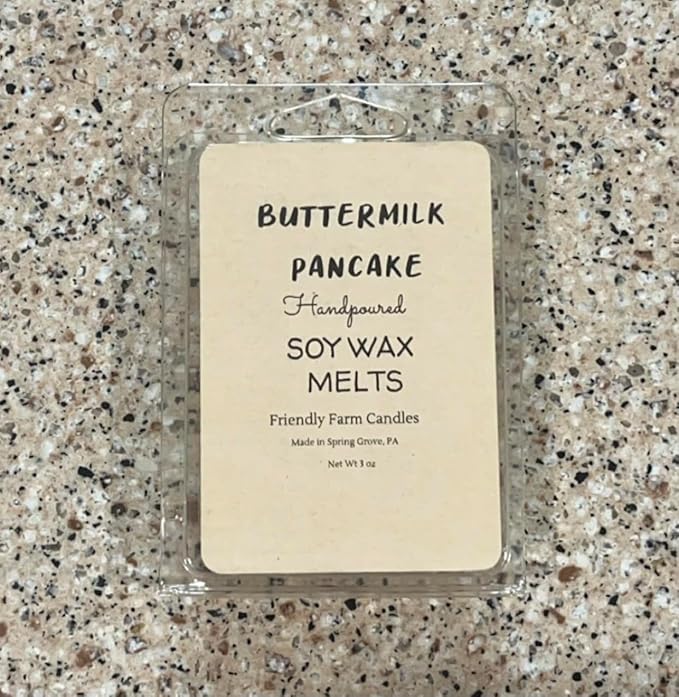 BUTTERMILK
PANCAKE
Handpoured
SOY WAX
MELTS
Friendly Farm Candles
Made in Spring Grove, PA
Net Wt 3 oz